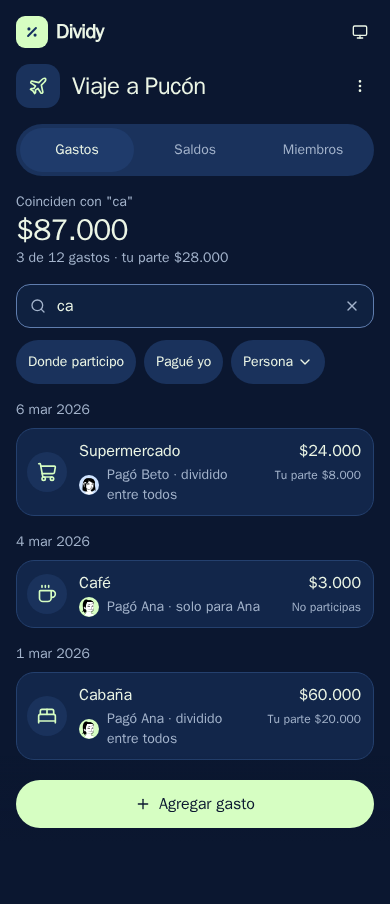 Dividy
Viaje a Pucón
Gastos
Saldos
Miembros
Coinciden con "ca"
$87.000
3 de 12 gastos · tu parte $28.000
ca
Donde participo
Pagué yo
Persona
6 mar 2026
Supermercado
$24.000
Pagó Beto · dividido
entre todos
Tu parte $8.000
4 mar 2026
Café
$3.000
Pagó Ana · solo para Ana
No participas
1 mar 2026
Cabaña
$60.000
Pagó Ana · dividido
entre todos
Tu parte $20.000
Agregar gasto